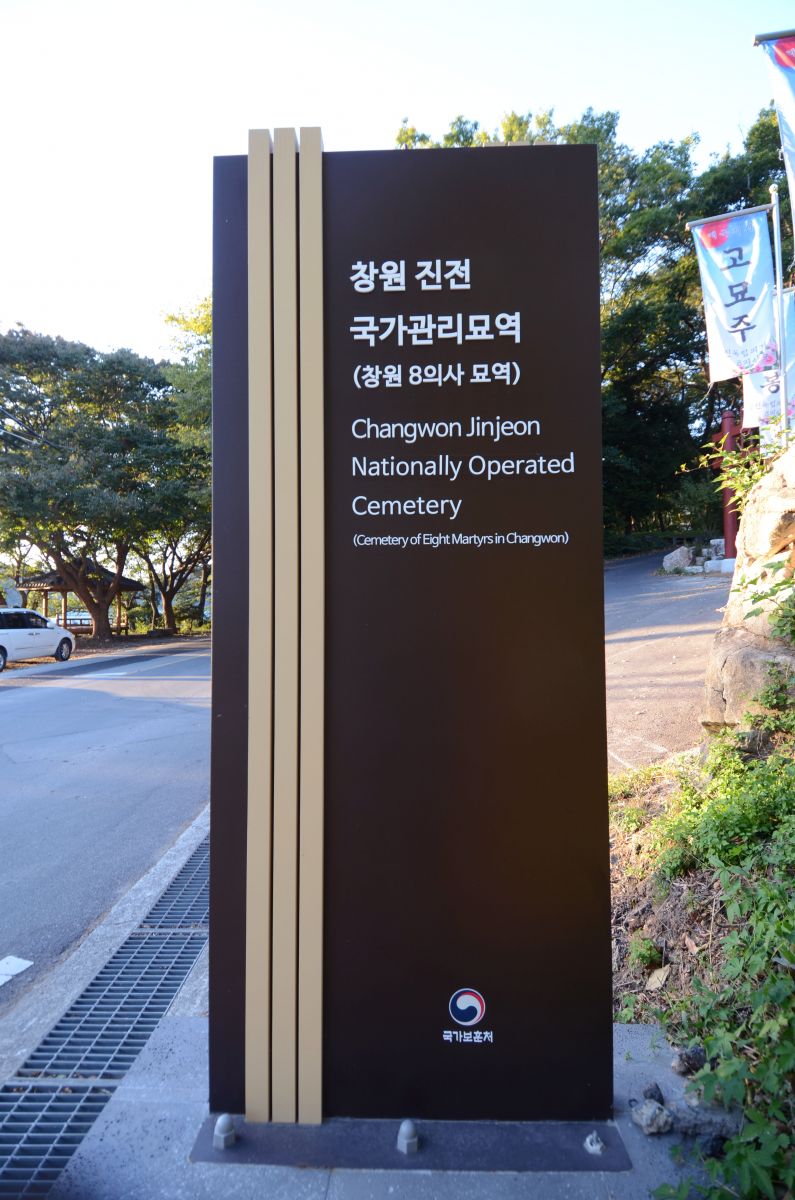 창원 진전
국가관리묘역
(창원 8의사 묘역)
Changwon Jinjeon
Nationally Operated
Cemetery
(Cemetery of Eight Martyrs in Changwon)
국가보훈처
고묘주